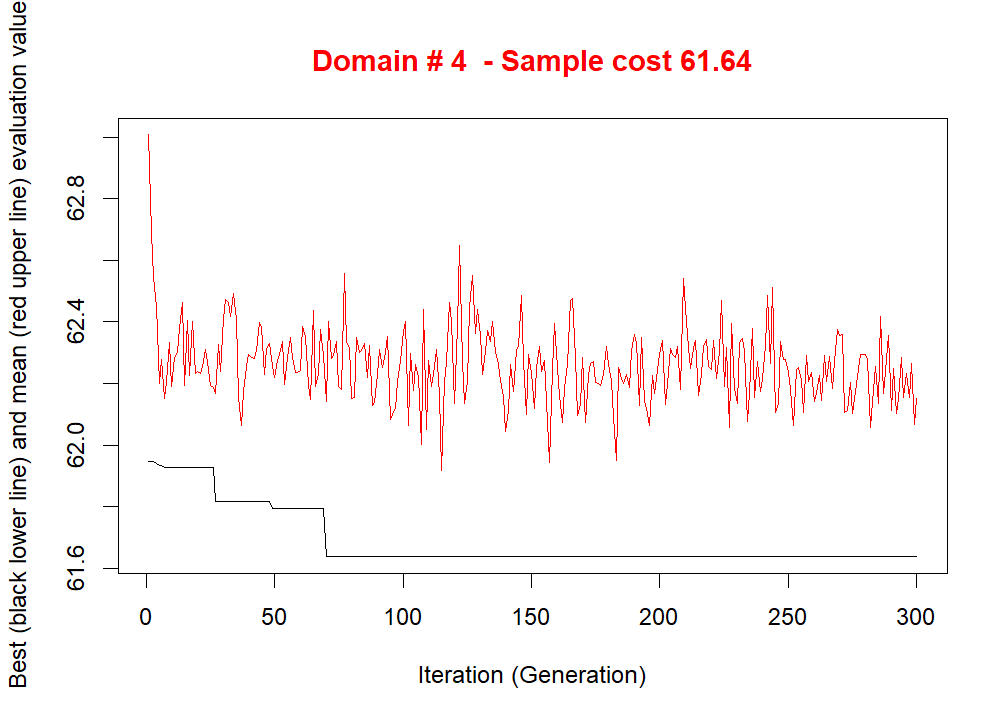 Domain # 4  - Sample cost 61.64
Best (black lower line) and mean (red upper line) evaluation value
62.8
62.4
62.0
61.6
0 50 100 150 200 250 300
Iteration (Generation)